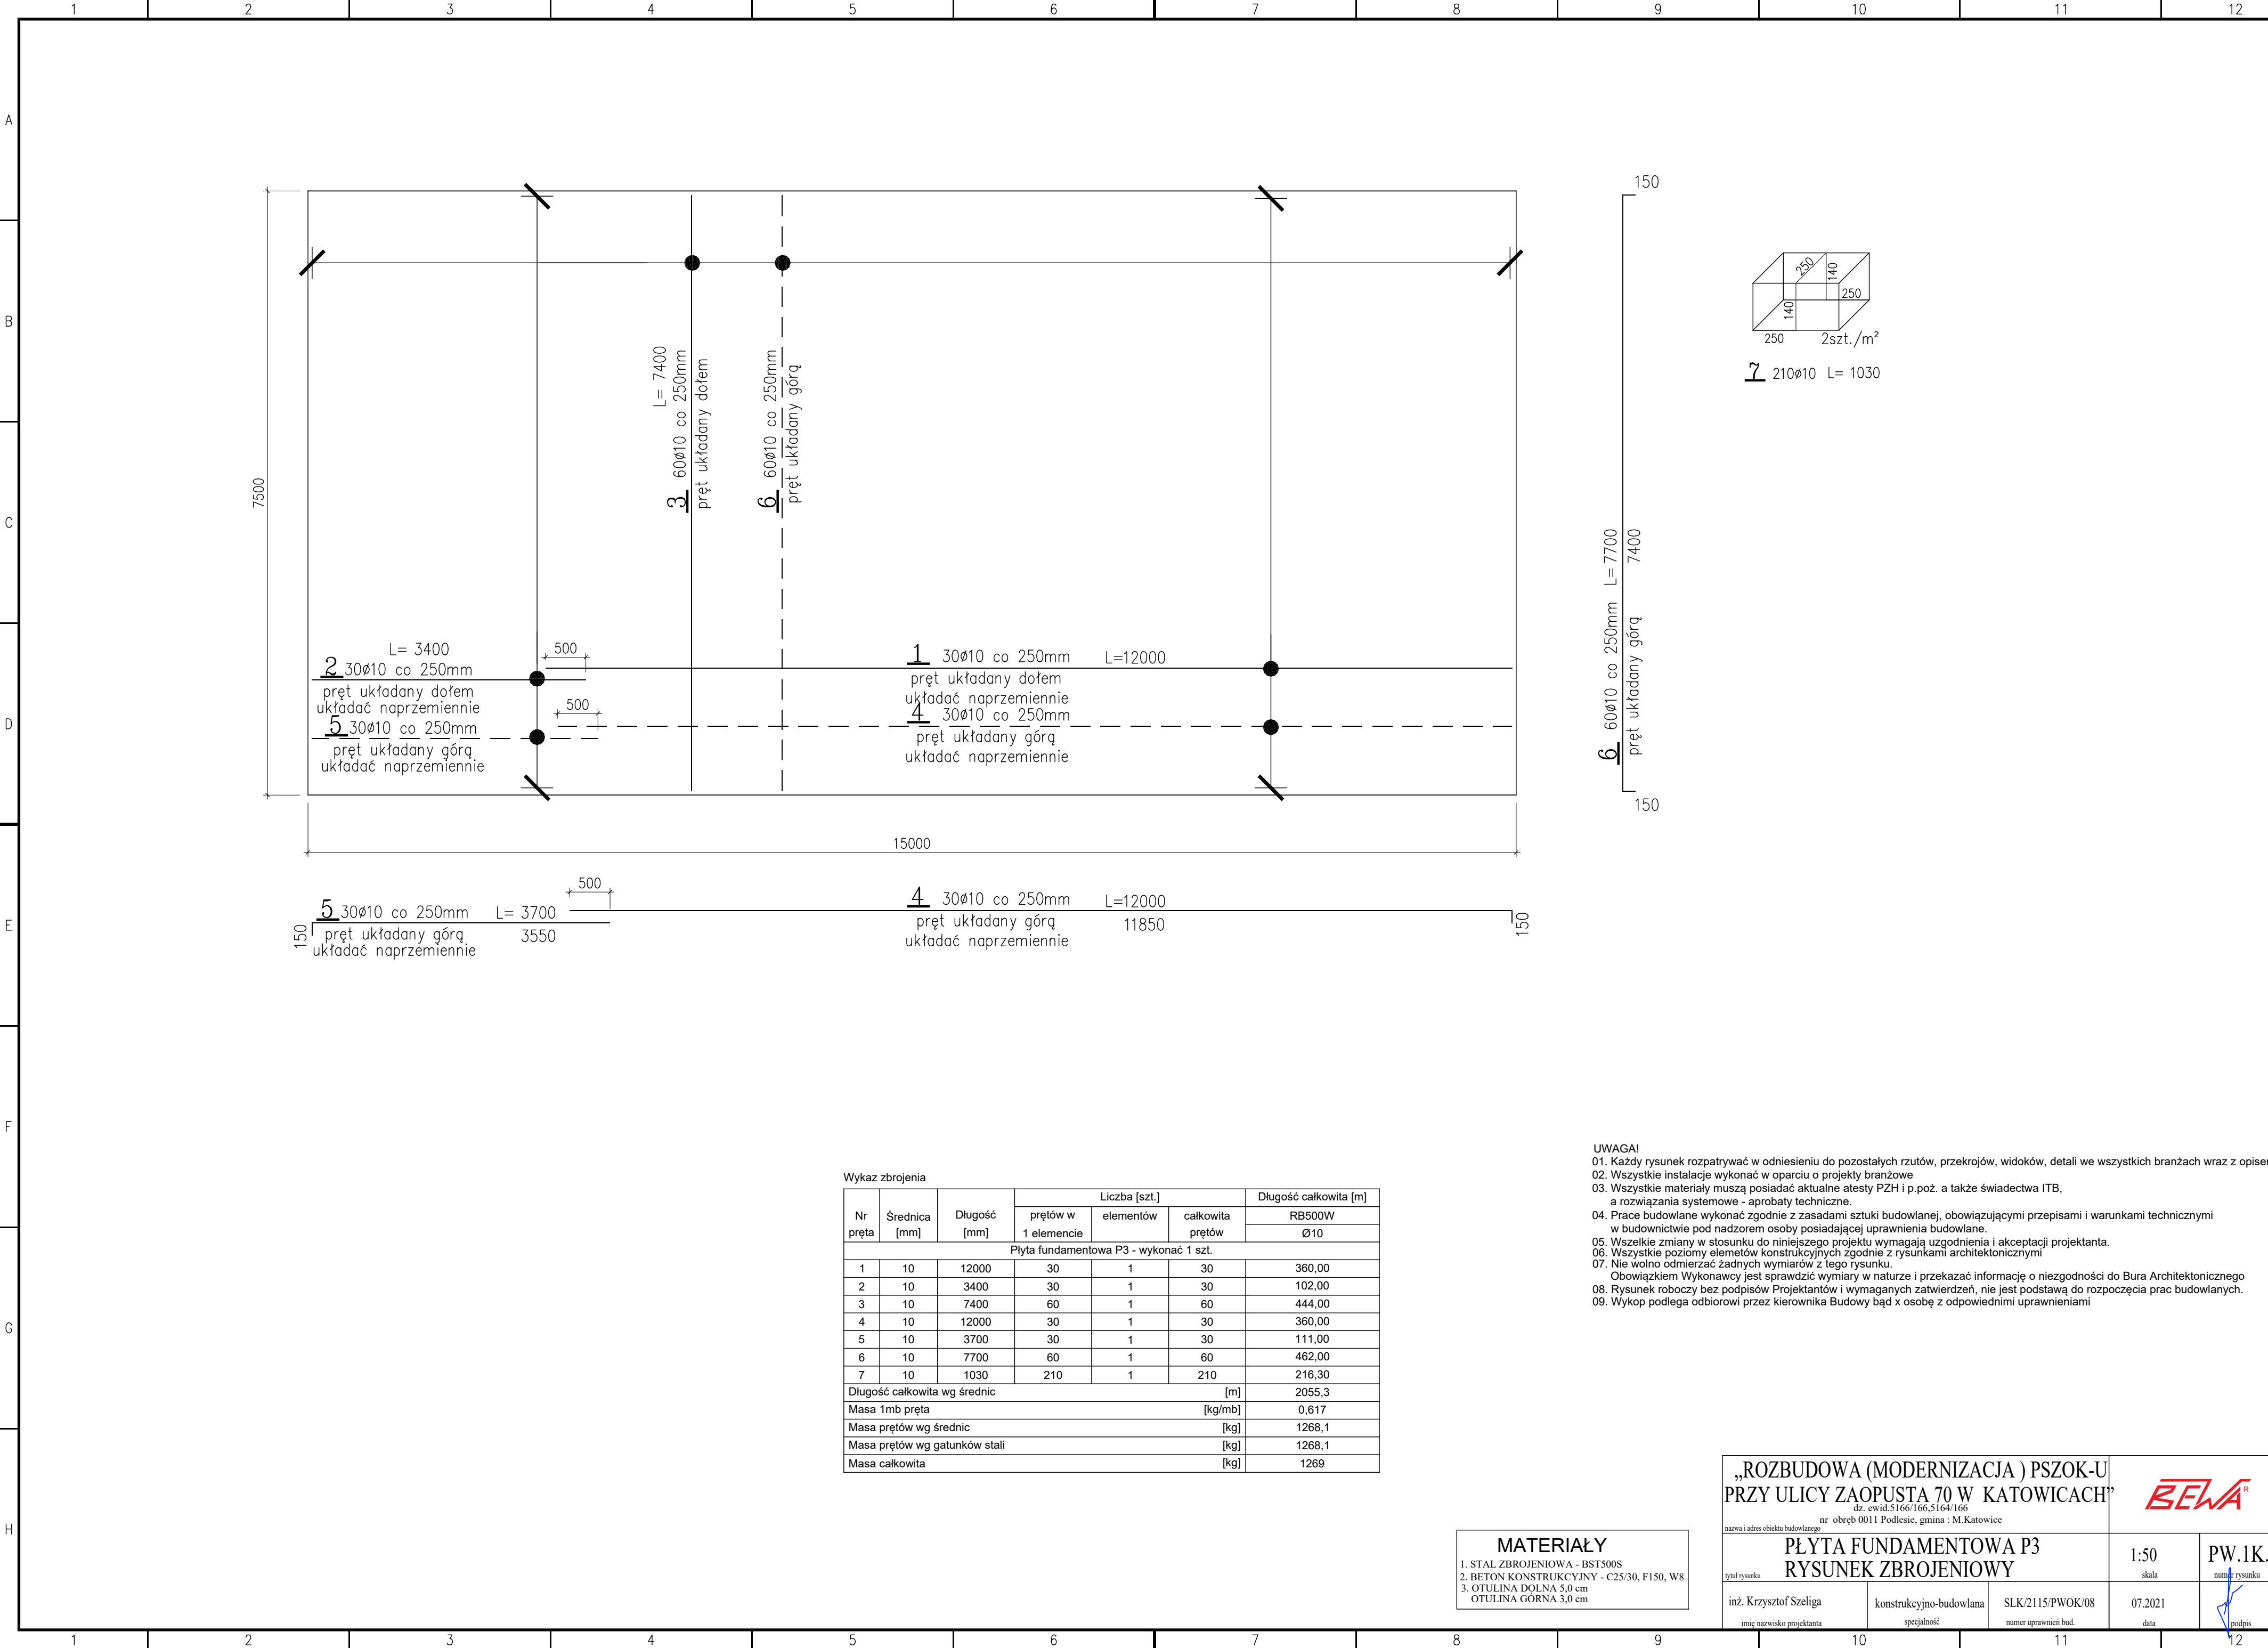 1 2 3 4 5 6 7 8 9 10 11 12
A
B
C
D
E
F
G
H
7500
L= 7400
3 60ø10 co 250mm
pręt układany dołem
6 60ø10 co 250mm
pręt układany górą
L= 3400
2 30ø10 co 250mm
pręt układany dołem
układać naprzemiennie
500
5 30ø10 co 250mm
pręt układany górą
układać naprzemiennie
500
1 30ø10 co 250mm L=12000
pręt układany dołem
układać naprzemiennie
4 30ø10 co 250mm
pręt układany górą
układać naprzemiennie
15000
150
6 60ø10 co 250mm L= 7700
pręt układany górą 7400
150
250 140
250
140
250 2szt./m²
7 210ø10 L= 1030
500
5 30ø10 co 250mm L= 3700
150 pręt układany górą 3550
układać naprzemiennie
4 30ø10 co 250mm L=12000
pręt układany górą 11850
układać naprzemiennie
150
Wykaz zbrojenia
Nr pręta Średnica [mm] Długość [mm] Liczba [szt.] Długość całkowita [m]
prętów w 1 elemencie elementów całkowita prętów RB500W
Ø10
Płyta fundamentowa P3 - wykonać 1 szt.
1 10 12000 30 1 30 360,00
2 10 3400 30 1 30 102,00
3 10 7400 60 1 60 444,00
4 10 12000 30 1 30 360,00
5 10 3700 30 1 30 111,00
6 10 7700 60 1 60 462,00
7 10 1030 210 1 210 216,30
Długość całkowita wg średnic [m] 2055,3
Masa 1mb pręta [kg/mb] 0,617
Masa prętów wg średnic [kg] 1268,1
Masa prętów wg gatunków stali [kg] 1268,1
Masa całkowita [kg] 1269
UWAGA!
01. Każdy rysunek rozpatrywać w odniesieniu do pozostałych rzutów, przekrojów, widoków, detali we wszystkich branżach wraz z opisem
02. Wszystkie instalacje wykonać w oparciu o projekty branżowe
03. Wszystkie materiały muszą posiadać aktualne atesty PZH i p.poż. a także świadectwa ITB,
a rozwiązania systemowe - aprobaty techniczne.
04. Prace budowlane wykonać zgodnie z zasadami sztuki budowlanej, obowiązującymi przepisami i warunkami technicznymi
w budownictwie pod nadzorem osoby posiadającej uprawnienia budowlane.
05. Wszelkie zmiany w stosunku do niniejszego projektu wymagają uzgodnienia i akceptacji projektanta.
06. Wszystkie poziomy elemetów konstrukcyjnych zgodnie z rysunkami architektonicznymi
07. Nie wolno odmierzać żadnych wymiarów z tego rysunku.
Obowiązkiem Wykonawcy jest sprawdzić wymiary w naturze i przekazać informację o niezgodności do Bura Architektonicznego
08. Rysunek roboczy bez podpisów Projektantów i wymaganych zatwierdzeń, nie jest podstawą do rozpoczęcia prac budowlanych.
09. Wykop podlega odbiorowi przez kierownika Budowy bąd x osobę z odpowiednimi uprawnieniami
MATERIAŁY
1. STAL ZBROJENIOWA - BST500S
2. BETON KONSTRUKCYJNY - C25/30, F150, W8
3. OTULINA DOLNA 5,0 cm
OTULINA GÓRNA 3,0 cm
„ROZBUDOWA (MODERNIZACJA ) PSZOK-U
PRZY ULICY ZAOPUSTA 70 W KATOWICACH”
dz. ewid.5166/166,5164/166
nr obręb 0011 Podlesie, gmina : M.Katowice
nazwa i adres obiektu budowlanego
BEWA R
PŁYTA FUNDAMENTOWA P3
RYSUNEK ZBROJENIOWY
tytuł rysunku
1:50
skala
PW.1K.
numer rysunku
inż. Krzysztof Szeliga
imię nazwisko projektanta
konstrukcyjno-budowlana
specjalność
SLK/2115/PWOK/08
numer uprawnień bud.
07.2021
data
podpis
1 2 3 4 5 6 7 8 9 10 11 12